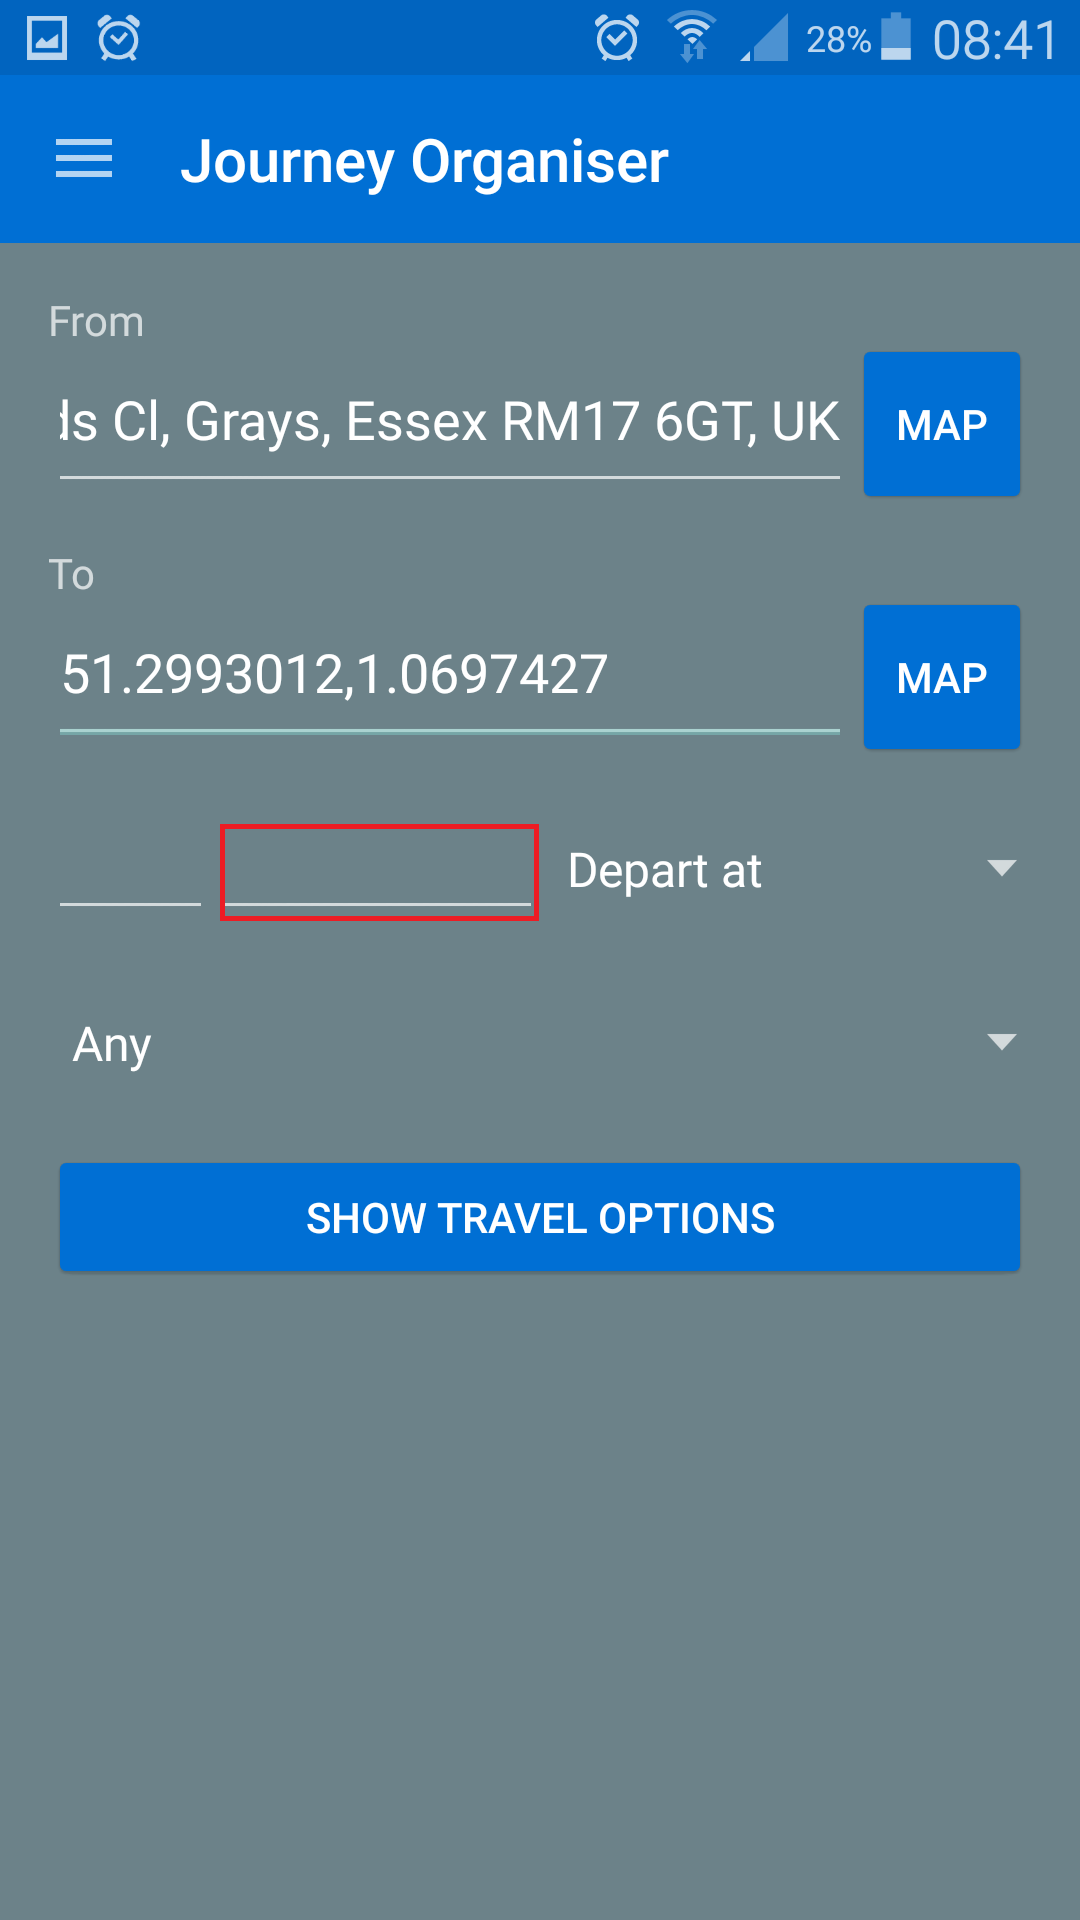 28% 08:41
Journey Organiser
From
ds Cl, Grays, Essex RM17 6GT, UK
MAP
To
51.2993012,1.0697427
MAP
Depart at
Any
SHOW TRAVEL OPTIONS